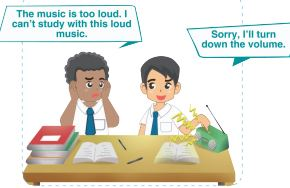 The music is too loud. I
can't study with this loud
music.
Sorry, I'll turn
down the volume.